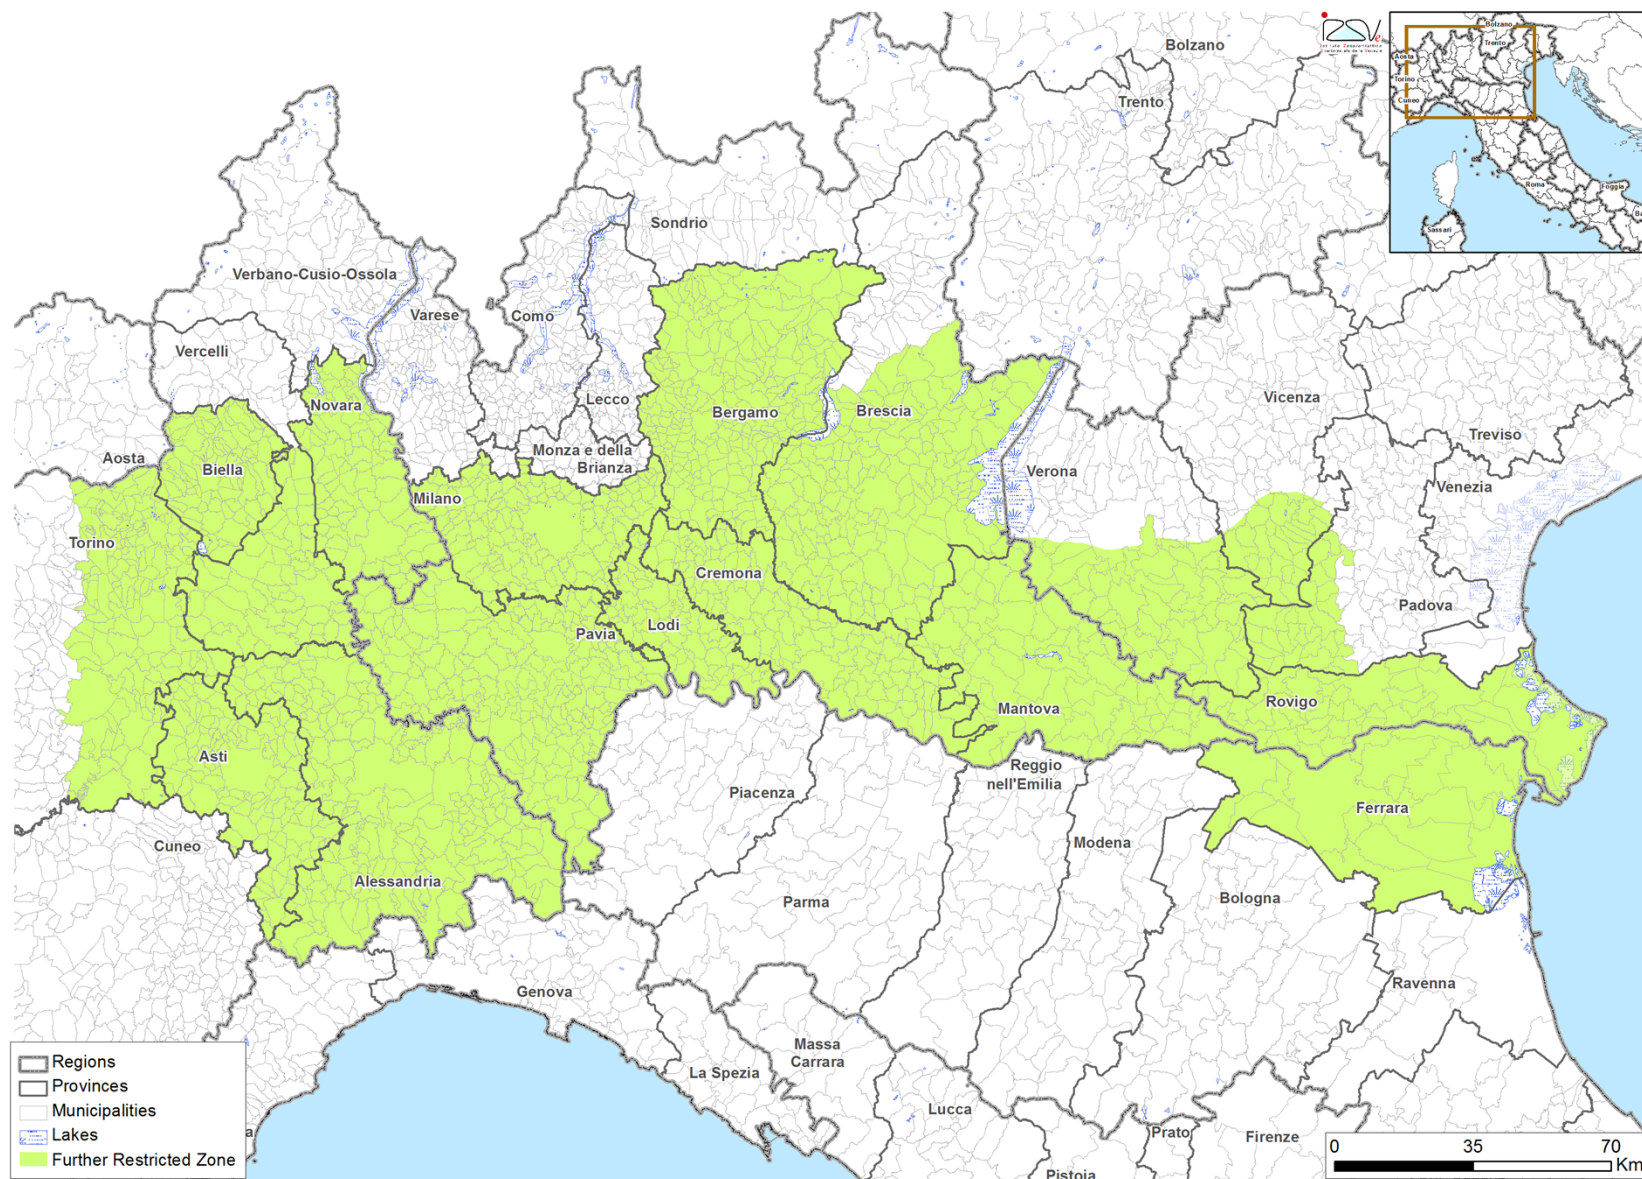 Bolzano
Trento
Sondrio
Verbano-Cusio-Ossola
Varese
Como
Vercelli
Lecco
Novara
Bergamo
Brescia
Vicenza
Treviso
Monza e della
Brianza
Aosta
Biella
Verona
Venezia
Milano
Torino
Cremona
Padova
Pavia
Lodi
Rovigo
Mantova
Asti
Reggio
nell'Emilia
Piacenza
Ferrara
Cuneo
Modena
Alessandria
Parma
Bologna
Genova
Ravenna
Massa
Carrara
La Spezia
Lucca
Prato
Firenze
Pistoia
a
Bolzano
Trento
Aosta
Torino
Cuneo
Roma
Foggia
Sassari
Regions
Provinces
Municipalities
Lakes
Further Restricted Zone
0 35 70
Km